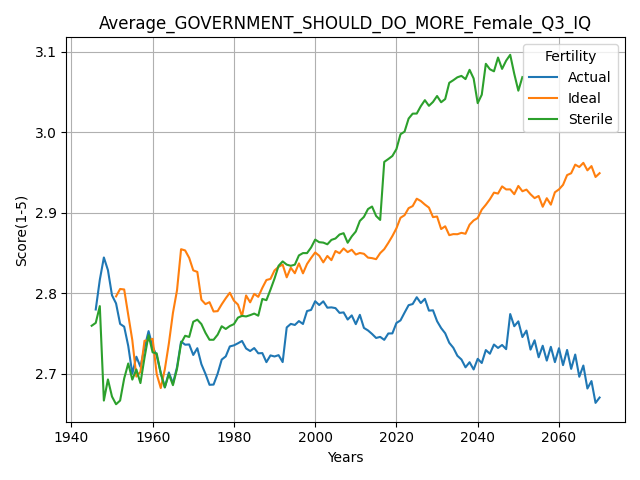 Average_GOVERNMENT_SHOULD_DO_MORE_Female_Q3_IQ
Score(1-5)
3.1
3.0
2.9
2.8
2.7
Fertility
Actual
Ideal
Sterile
1940 1960 1980 2000 2020 2040 2060
Years